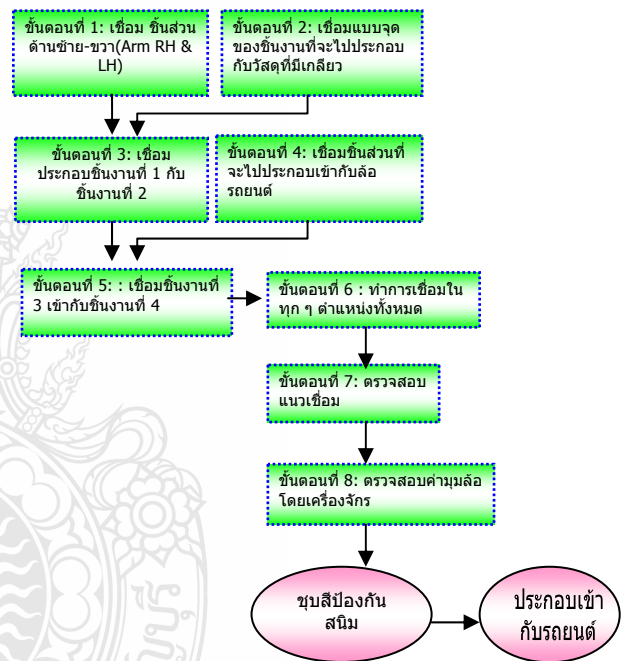 ขั้นตอนที่ 1: เชื่อม ชิ้นส่วน
ด้านซ้าย-ขวา(Arm RH &
LH)
ขั้นตอนที่ 2: เชื่อมแบบจุด
ของชิ้นงานที่จะไปประกอบ
กับวัสดุที่มีเกลียว
ขั้นตอนที่ 3: เชื่อม
ประกอบชิ้นงานที่ 1 กับ
ชิ้นงานที่ 2
ขั้นตอนที่ 4: เชื่อมชิ้นส่วนที่
จะไปประกอบเข้ากับล้อ
รถยนต์
ขั้นตอนที่ 5: : เชื่อมชิ้นงานที่
3 เข้ากับชิ้นงานที่ 4
ขั้นตอนที่ 6 : ทำการเชื่อมใน
ทุก ๆ ตำแหน่งทั้งหมด
ขั้นตอนที่ 7: ตรวจสอบ
แนวเชื่อม
ขั้นตอนที่ 8: ตรวจสอบค่ามุมล้อ
โดยเครื่องจักร
ชุบสีป้องกัน
สนิม
ประกอบเข้า
กับรถยนต์